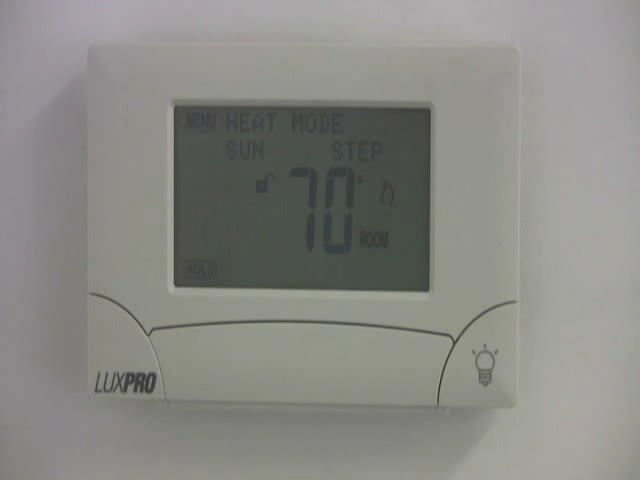 MENU HEAT MODE
SUN STEP
70° ROOM
HOLD
LUXPRO